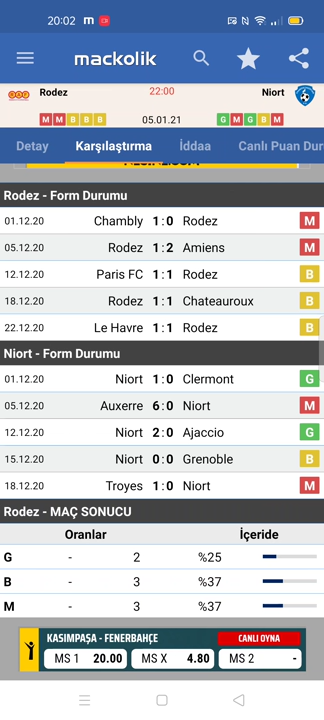 20:02 m
mackolik
Rodez 22:00 Niort
M M B B B 05.01.21 G M G B M
Detay Karşılaştırma İddaa Canlı Puan Dur
Rodez - Form Durumu
01.12.20 Chambly 1:0 Rodez M
05.12.20 Rodez 1:2 Amiens M
12.12.20 Paris FC 1:1 Rodez B
18.12.20 Rodez 1:1 Chateauroux B
22.12.20 Le Havre 1:1 Rodez B
Niort - Form Durumu
01.12.20 Niort 1:0 Clermont G
05.12.20 Auxerre 6:0 Niort M
12.12.20 Niort 2:0 Ajaccio G
15.12.20 Niort 0:0 Grenoble B
18.12.20 Troyes 1:0 Niort M
Rodez - MAÇ SONUCU
Oranlar İçeride
G - 2 %25
B - 3 %37
M - 3 %37
KASIMPAŞA - FENERBAHÇE CANLI OYNA
MS 1 20.00 MS X 4.80 MS 2 -